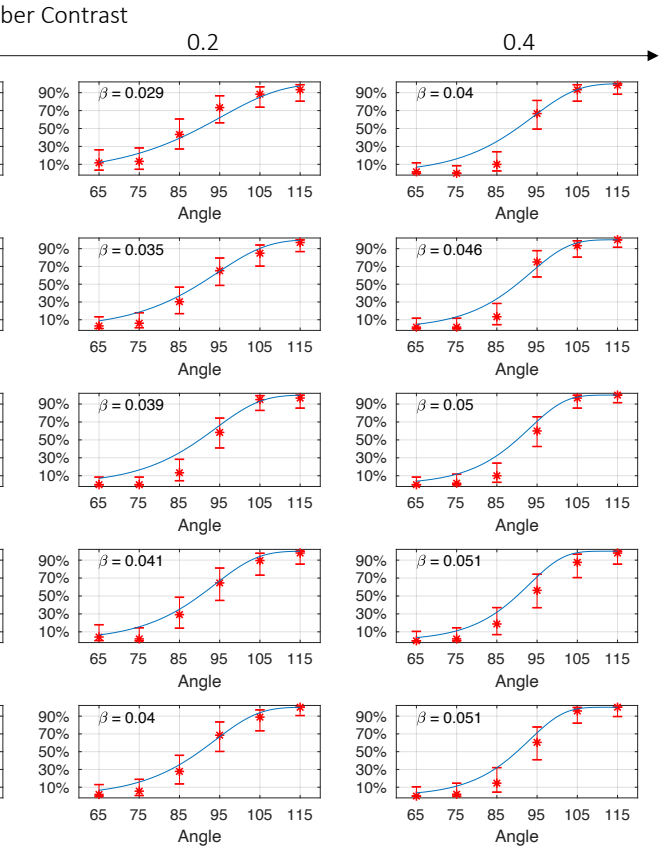 ber Contrast
0.2 0.4
90% 70% 50% 30% 10%
β = 0.029
65 75 85 95 105 115
Angle
90% 70% 50% 30% 10%
β = 0.04
65 75 85 95 105 115
Angle
90% 70% 50% 30% 10%
β = 0.035
65 75 85 95 105 115
Angle
90% 70% 50% 30% 10%
β = 0.046
65 75 85 95 105 115
Angle
90% 70% 50% 30% 10%
β = 0.039
65 75 85 95 105 115
Angle
90% 70% 50% 30% 10%
β = 0.05
65 75 85 95 105 115
Angle
90% 70% 50% 30% 10%
β = 0.041
65 75 85 95 105 115
Angle
90% 70% 50% 30% 10%
β = 0.051
65 75 85 95 105 115
Angle
90% 70% 50% 30% 10%
β = 0.04
65 75 85 95 105 115
Angle
90% 70% 50% 30% 10%
β = 0.051
65 75 85 95 105 115
Angle